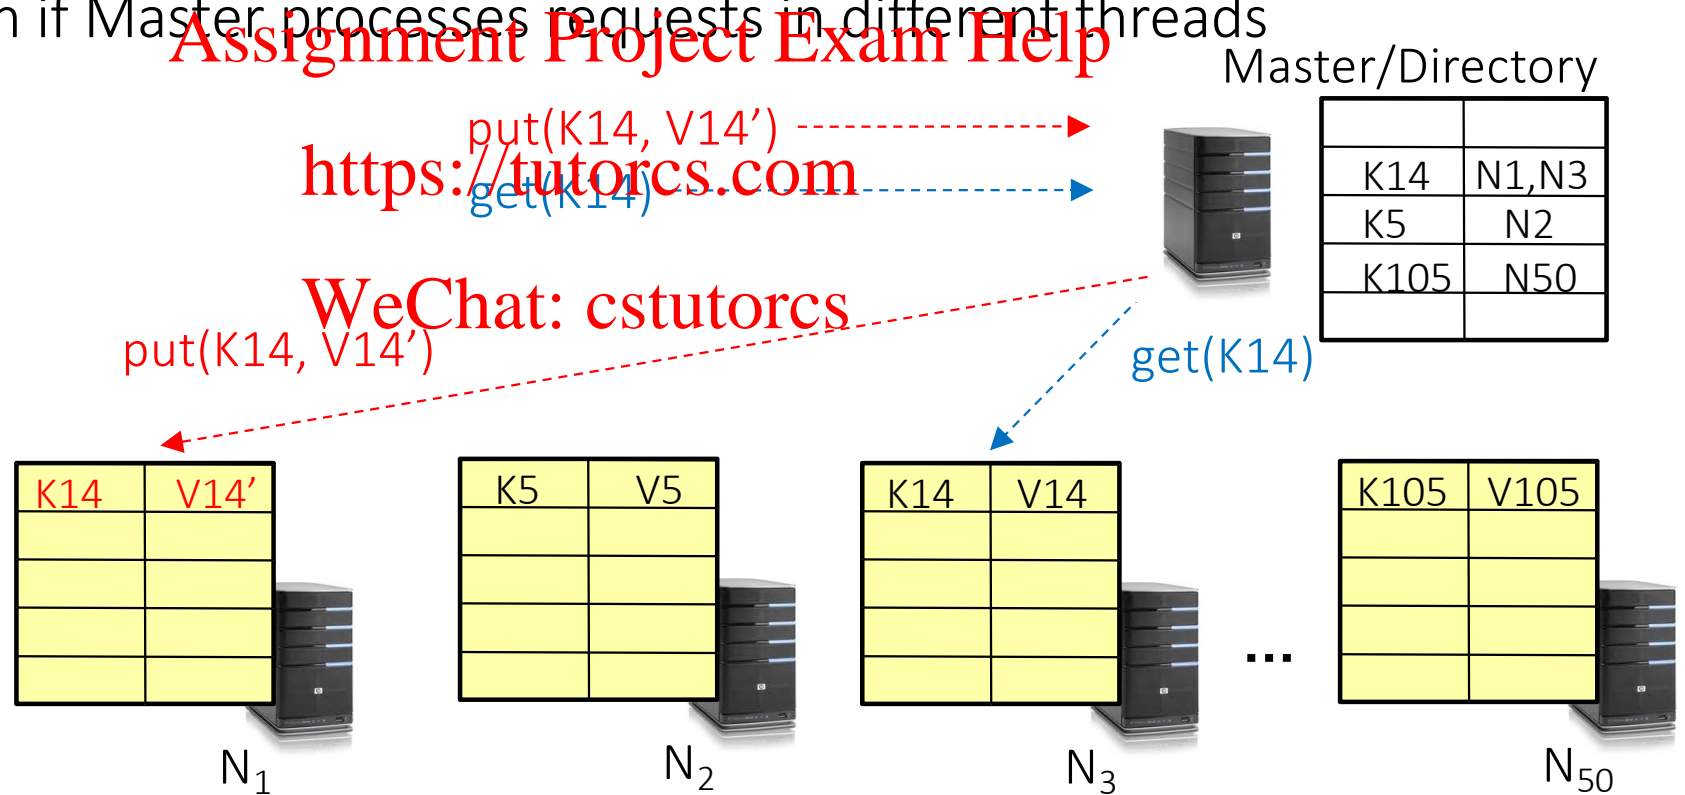 n if Master processes requests in different threads
Assignment Project Exam Help
Master/Directory
put(K14, V14’)
https://tutorcs.com
get(K14)
K14 N1,N3
K5 N2
K105 N50
WeChat: cstutorcs
put(K14, V14’)
get(K14)
K14 V14’
K5 V5
K14 V14
K105 V105
...
N1
N2
N3
N50